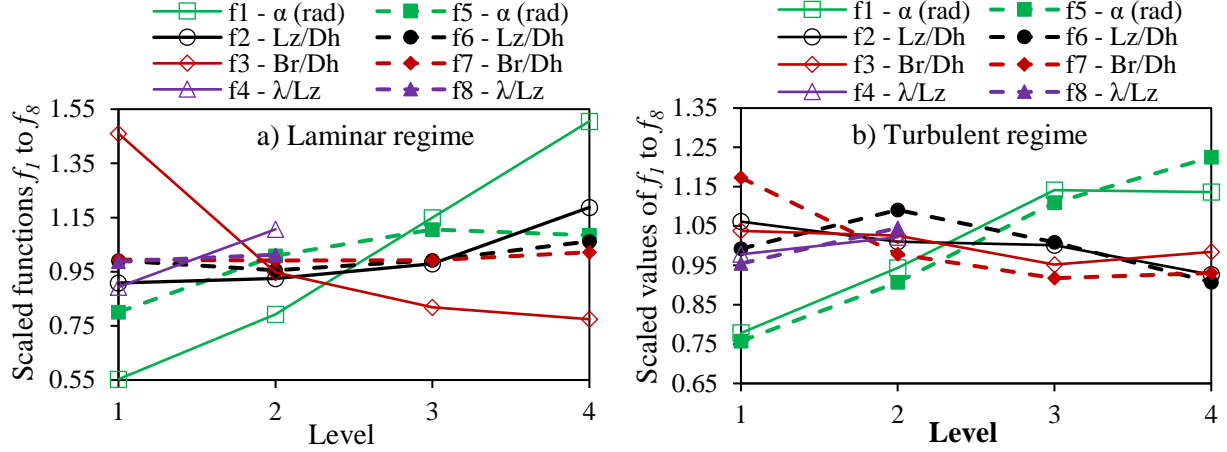 f1 - α (rad) f5 - α (rad)
f2 - Lz/Dh f6 - Lz/Dh
f3 - Br/Dh f7 - Br/Dh
f4 - λ/Lz f8 - λ/Lz
Scaled functions f1 to f8
1.55
1.35
1.15
0.95
0.75
0.55
a) Laminar regime
1 2 3 4
Level
f1 - α (rad) f5 - α (rad)
f2 - Lz/Dh f6 - Lz/Dh
f3 - Br/Dh f7 - Br/Dh
f4 - λ/Lz f8 - λ/Lz
Scaled values of f1 to f8
1.35
1.25
1.15
1.05
0.95
0.85
0.75
0.65
b) Turbulent regime
1 2 3 4
Level